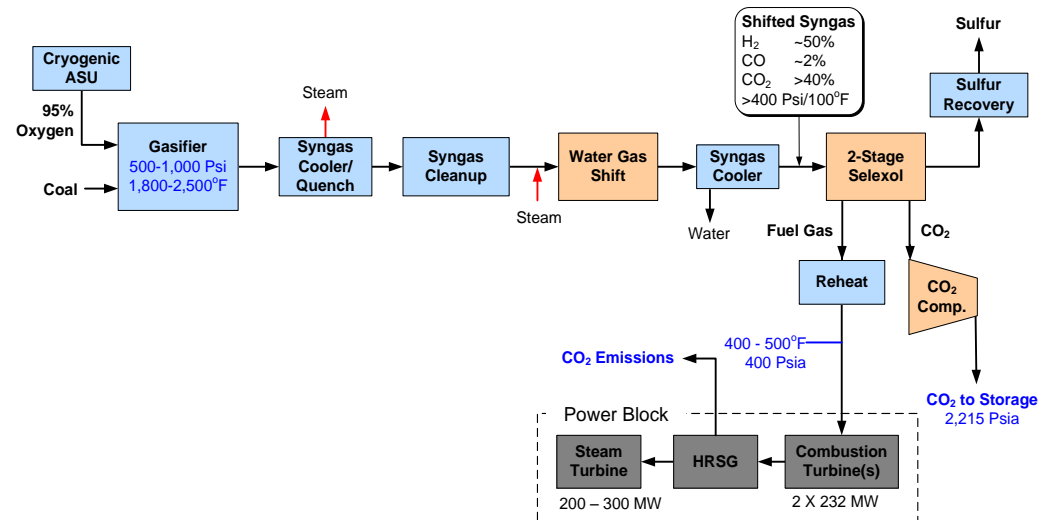 Cryogenic
ASU
95%
Oxygen
Coal
Gasifier
500-1,000 Psi
1,800-2,500°F
Steam
Syngas
Cooler/
Quench
Syngas
Cleanup
Steam
Water Gas
Shift
Syngas
Cooler
Water
Shifted Syngas
H₂ ~50%
CO ~2%
CO₂ >40%
>400 Psi/100°F
2-Stage
Selexol
Sulfur
Sulfur
Recovery
Fuel Gas
CO₂
Reheat
CO₂
Comp.
400 - 500°F
400 Psia
CO₂ Emissions
CO₂ to Storage
2,215 Psia
Power Block
Steam
Turbine
HRSG
Combustion
Turbine(s)
200 – 300 MW
2 X 232 MW